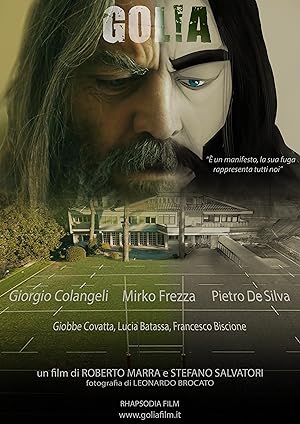 GOLIA
"È un manifesto, la sua fuga
rappresenta tutti noi"
Giorgio Colangeli Mirko Frezza Pietro De Silva
Giobbe Covatta, Lucia Batassa, Francesco Biscione
un film di ROBERTO MARRA e STEFANO SALVATORI
fotografia di LEONARDO BROCATO
RHAPSODIA FILM
www.goliafilm.it